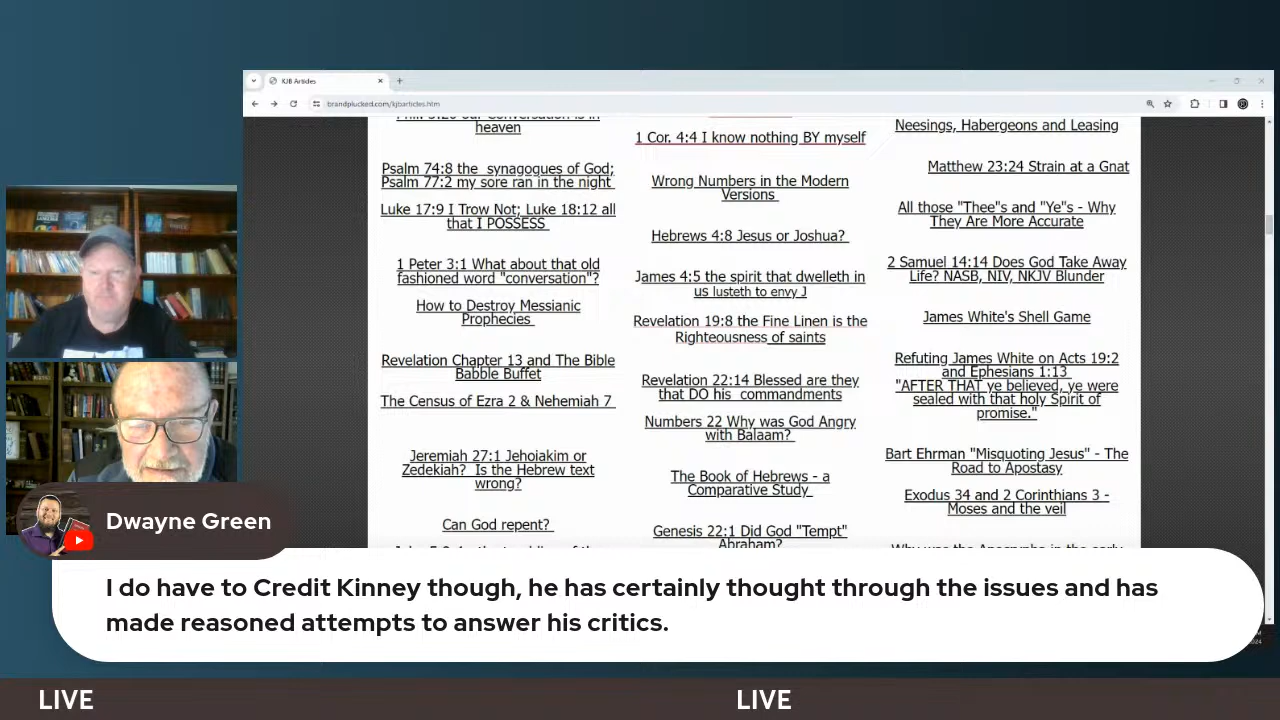 KJB Articles
brandplucked.com/kjbarticles.htm
Phil. 3:20 Our Conversation is in
heaven
Psalm 74:8 the synagogues of God;
Psalm 77:2 my sore ran in the night
Luke 17:9 I Trow Not; Luke 18:12 all
that I POSSESS
1 Peter 3:1 What about that old
fashioned word "conversation"?
How to Destroy Messianic
Prophecies
Revelation Chapter 13 and The Bible
Babble Buffet
The Census of Ezra 2 & Nehemiah 7
Jeremiah 27:1 Jehoiakim or
Zedekiah? Is the Hebrew text
wrong?
Can God repent?
1 Cor. 4:4 I know nothing BY myself
Wrong Numbers in the Modern
Versions
Hebrews 4:8 Jesus or Joshua?
James 4:5 the spirit that dwelleth in
us lusteth to envy J
Revelation 19:8 the Fine Linen is the
Righteousness of saints
Revelation 22:14 Blessed are they
that DO his commandments
Numbers 22 Why was God Angry
with Balaam?
The Book of Hebrews - a
Comparative Study
Genesis 22:1 Did God "Tempt"
Abraham?
Neesings, Habergeons and Leasing
Matthew 23:24 Strain at a Gnat
All those "Thee"s and "Ye"s - Why
They Are More Accurate
2 Samuel 14:14 Does God Take Away
Life? NASB, NIV, NKJV Blunder
James White's Shell Game
Refuting James White on Acts 19:2
and Ephesians 1:13
"AFTER THAT ye believed, ye were
sealed with that holy Spirit of
promise."
Bart Ehrman "Misquoting Jesus" - The
Road to Apostasy
Exodus 34 and 2 Corinthians 3 -
Moses and the veil
Dwayne Green
I do have to Credit Kinney though, he has certainly thought through the issues and has
made reasoned attempts to answer his critics.
LIVE
LIVE